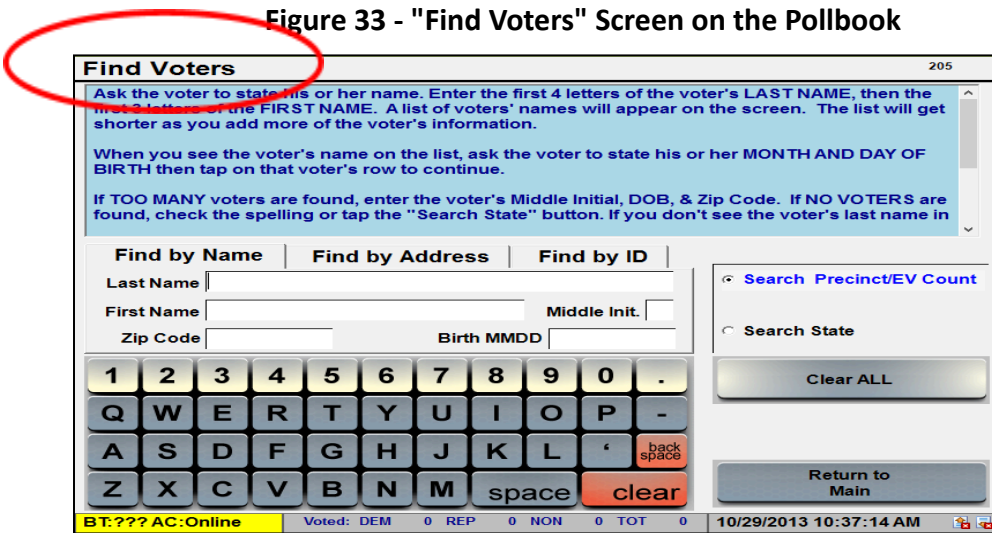 Figure 33 - "Find Voters" Screen on the Pollbook
Find Voters
205
Ask the voter to state his or her name. Enter the first 4 letters of the voter's LAST NAME, then the
first 3 letters of the FIRST NAME. A list of voters' names will appear on the screen. The list will get
shorter as you add more of the voter's information.
When you see the voter's name on the list, ask the voter to state his or her MONTH AND DAY OF
BIRTH then tap on that voter's row to continue.
If TOO MANY voters are found, enter the voter's Middle Initial, DOB, & Zip Code. If NO VOTERS are
found, check the spelling or tap the "Search State" button. If you don't see the voter's last name in
Find by Name Find by Address Find by ID
Last Name
First Name Middle Init.
Zip Code Birth MMDD
Search Precinct/EV Count
Search State
1 2 3 4 5 6 7 8 9 0 .
Q W E R T Y U I O P -
A S D F G H J K L ‘ back
space
Z X C V B N M space clear
Clear ALL
Return to
Main
BT:??? AC:Online Voted: DEM 0 REP 0 NON 0 TOT 0 10/29/2013 10:37:14 AM